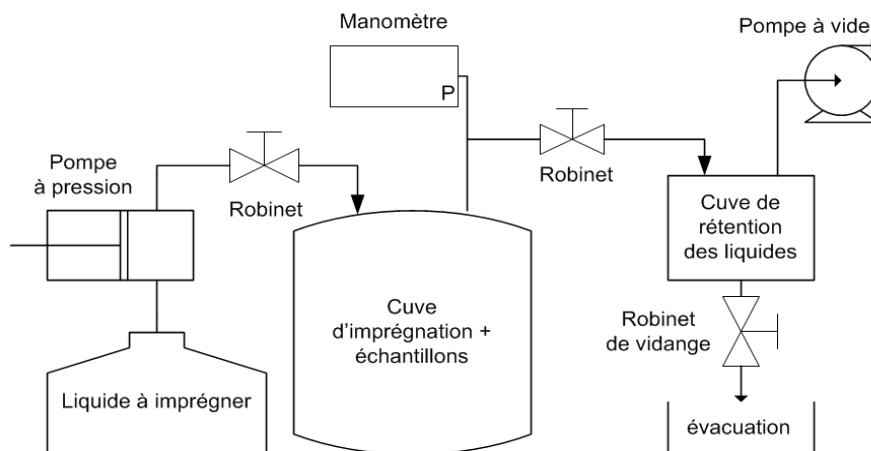 Manomètre
Pompe à vide
P
Pompe
à pression
Robinet
Robinet
Cuve de
rétention
des liquides
Cuve
d'imprégnation +
échantillons
Robinet
de vidange
Liquide à imprégner
évacuation